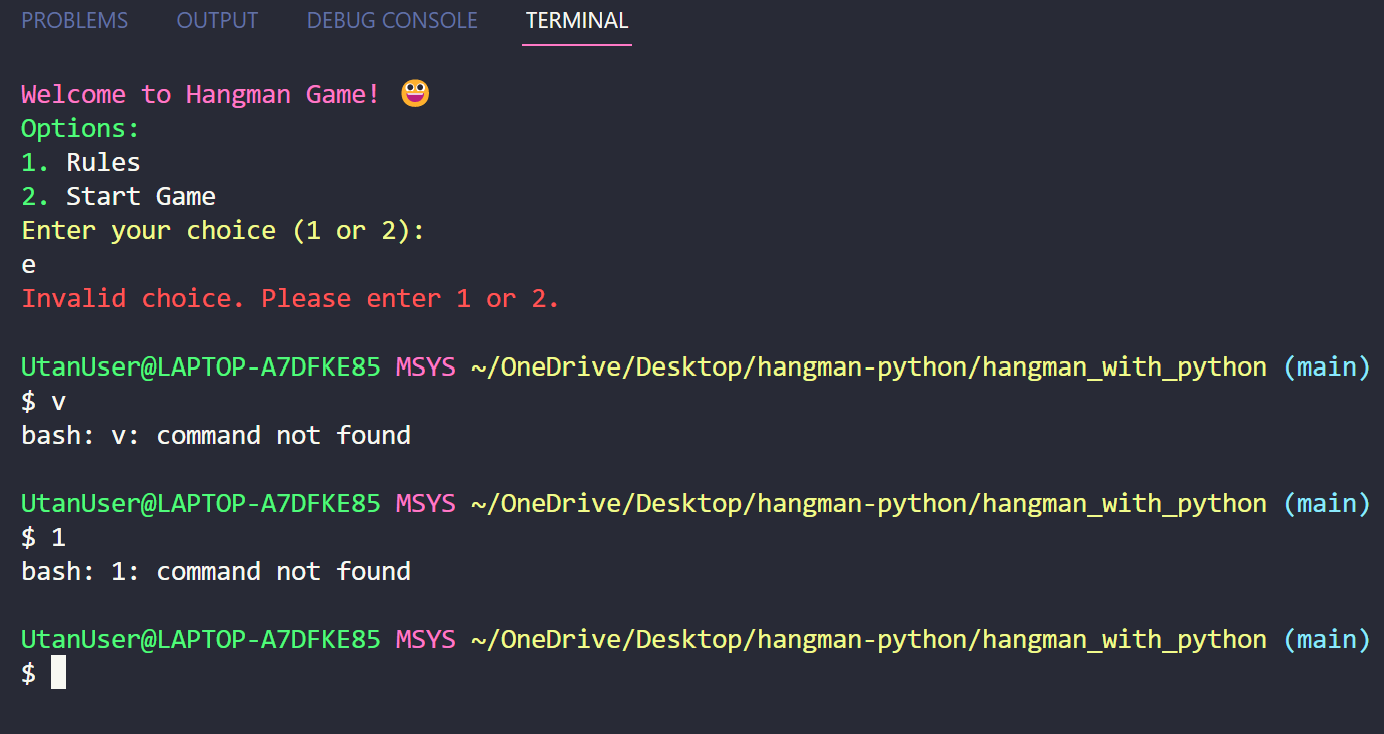 PROBLEMS OUTPUT DEBUG CONSOLE TERMINAL
Welcome to Hangman Game! 😀
Options:
1. Rules
2. Start Game
Enter your choice (1 or 2):
e
Invalid choice. Please enter 1 or 2.
UtanUser@LAPTOP-A7DFKE85 MSYS ~/OneDrive/Desktop/hangman-python/hangman_with_python (main)
$ v
bash: v: command not found
UtanUser@LAPTOP-A7DFKE85 MSYS ~/OneDrive/Desktop/hangman-python/hangman_with_python (main)
$ 1
bash: 1: command not found
UtanUser@LAPTOP-A7DFKE85 MSYS ~/OneDrive/Desktop/hangman-python/hangman_with_python (main)
$